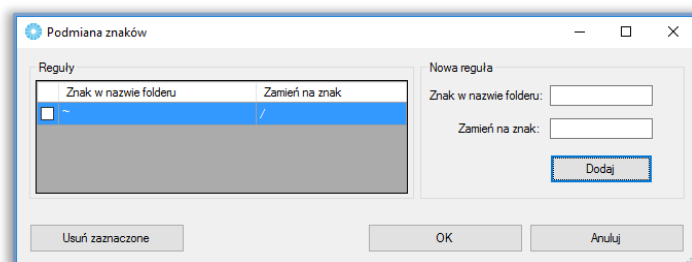 Podmiana znaków
Reguły
Znak w nazwie folderu Zamień na znak
~ /
Nowa reguła
Znak w nazwie folderu:
Zamień na znak:
Dodaj
Usuń zaznaczone OK Anuluj